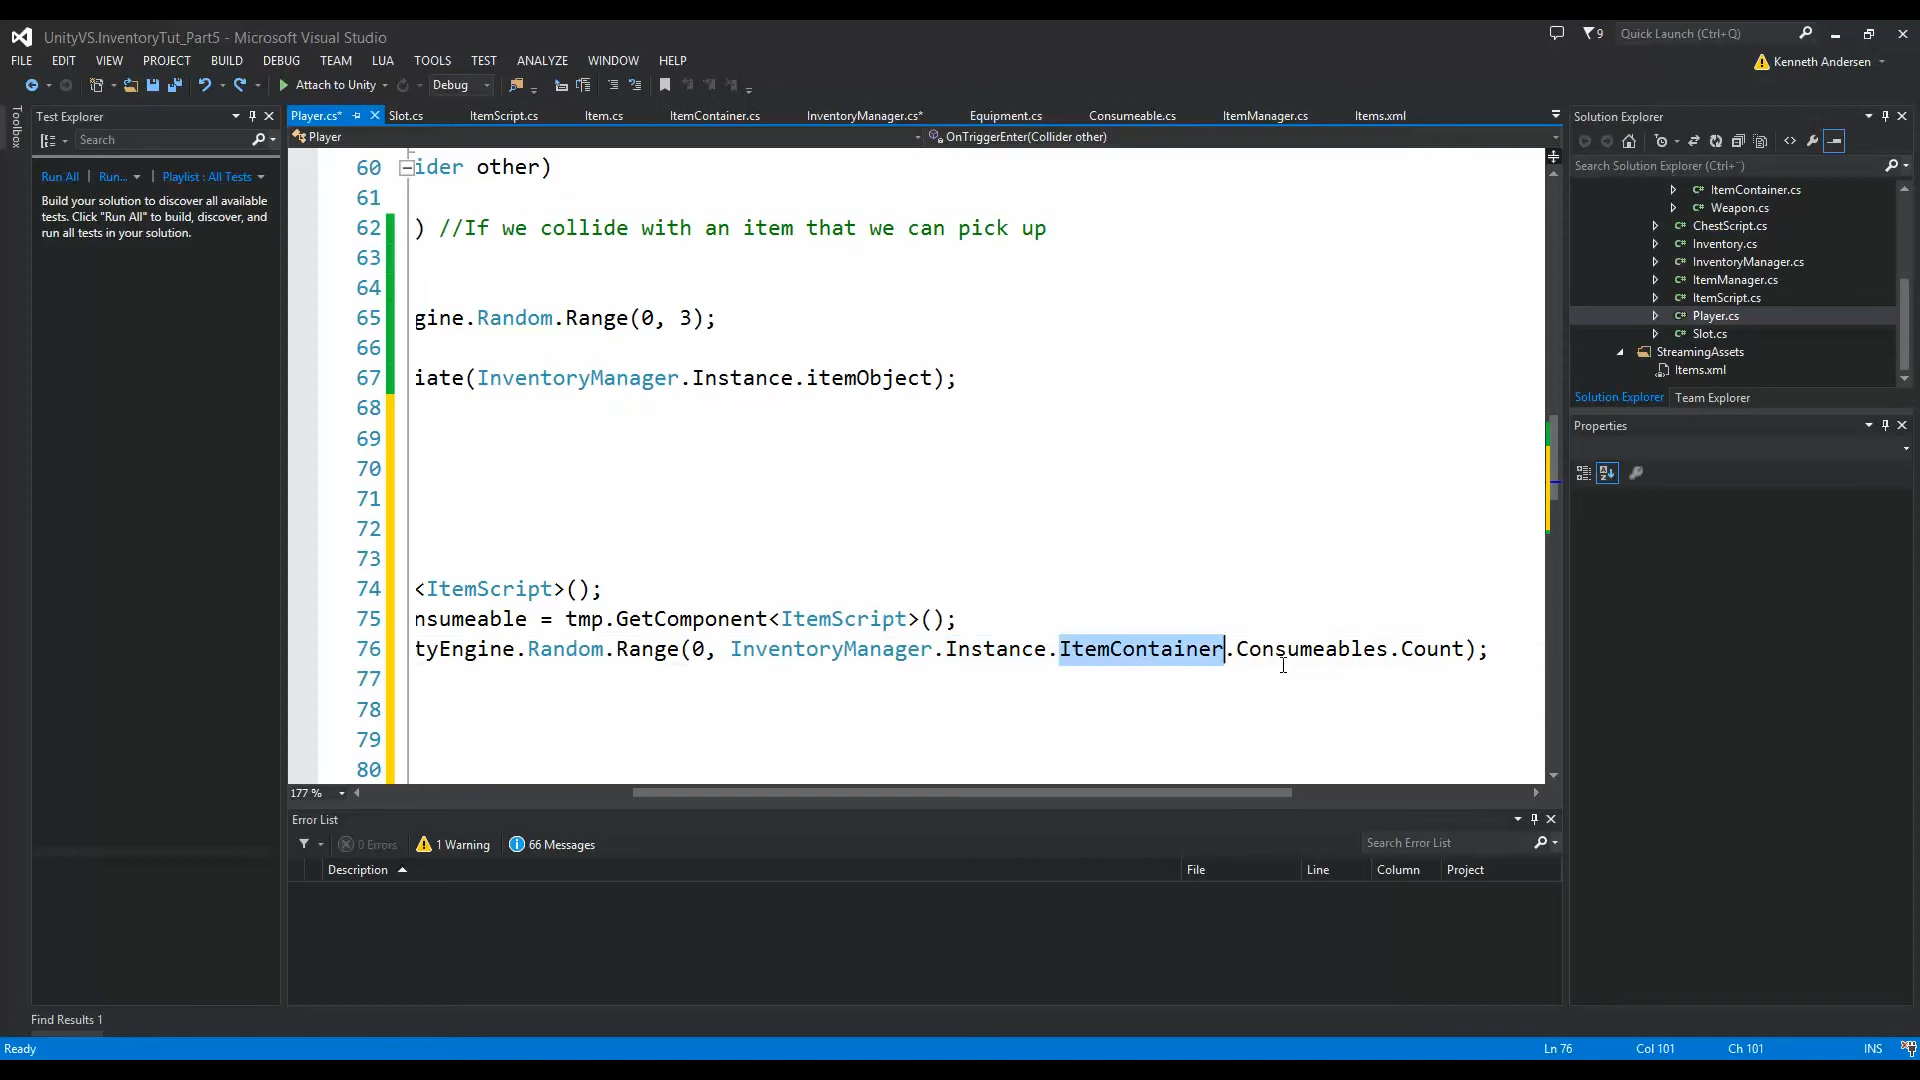 UnityVS.InventoryTut_Part5 - Microsoft Visual Studio
9
Quick Launch (Ctrl+Q)
FILE EDIT VIEW PROJECT BUILD DEBUG TEAM LUA TOOLS TEST ANALYZE WINDOW HELP
Kenneth Andersen
Attach to Unity
Debug
Toolbox
Test Explorer
Search
Run All
Run...
Playlist : All Tests
Build your solution to discover all available
tests. Click "Run All" to build, discover, and
run all tests in your solution.
Player.cs* Slot.cs ItemScript.cs Item.cs ItemContainer.cs InventoryManager.cs* Equipment.cs Consumeable.cs ItemManager.cs Items.xml
Player
OnTriggerEnter(Collider other)
60 ider other)
61
62 ) //If we collide with an item that we can pick up
63
64
65 gine.Random.Range(0, 3);
66
67 iate(InventoryManager.Instance.itemObject);
68
69
70
71
72
73
74 <ItemScript>();
75 nsumeable = tmp.GetComponent<ItemScript>();
76 tyEngine.Random.Range(0, InventoryManager.Instance.ItemContainer.Consumeables.Count);
77
78
79
80
177 %
Error List
0 Errors
1 Warning
66 Messages
Search Error List
Description File Line Column Project
Solution Explorer
Search Solution Explorer (Ctrl+¨)
C# ItemContainer.cs
C# Weapon.cs
C# ChestScript.cs
C# Inventory.cs
C# InventoryManager.cs
C# ItemManager.cs
C# ItemScript.cs
C# Player.cs
C# Slot.cs
StreamingAssets
Items.xml
Solution Explorer Team Explorer
Properties
Find Results 1
Ready
Ln 76 Col 101 Ch 101 INS